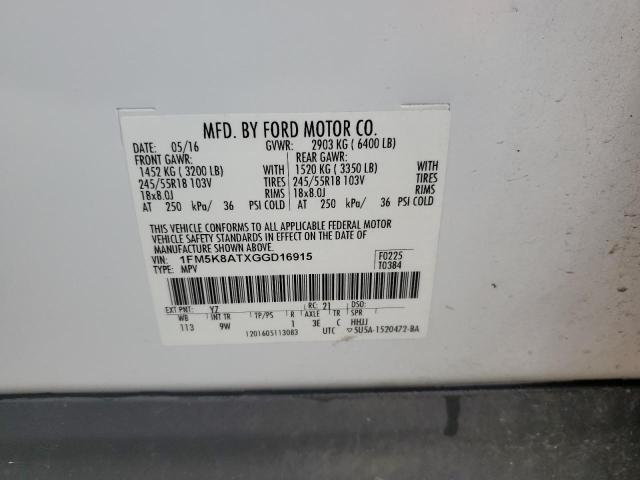 MFD. BY FORD MOTOR CO.
DATE: 05/16 GVWR: 2903 KG ( 6400 LB)
FRONT GAWR: REAR GAWR:
1452 KG ( 3200 LB) WITH 1520 KG ( 3350 LB) WITH
245/55R18 103V TIRES 245/55R18 103V TIRES
18x8.0J RIMS 18x8.0J RIMS
AT 250 kPa/ 36 PSI COLD AT 250 kPa/ 36 PSI COLD
THIS VEHICLE CONFORMS TO ALL APPLICABLE FEDERAL MOTOR
VEHICLE SAFETY STANDARDS IN EFFECT ON THE DATE OF
MANUFACTURE SHOWN ABOVE.
VIN: 1FM5K8ATXGGD16915 F0225
TYPE: MPV T0384
EXT PNT: YZ RC: 21 DSO:
WB INT TR TP/PS R AXLE TR SPR
113 9W 1 3E C HHJJ
1201605113083 UTC 5U5A-1520472-BA